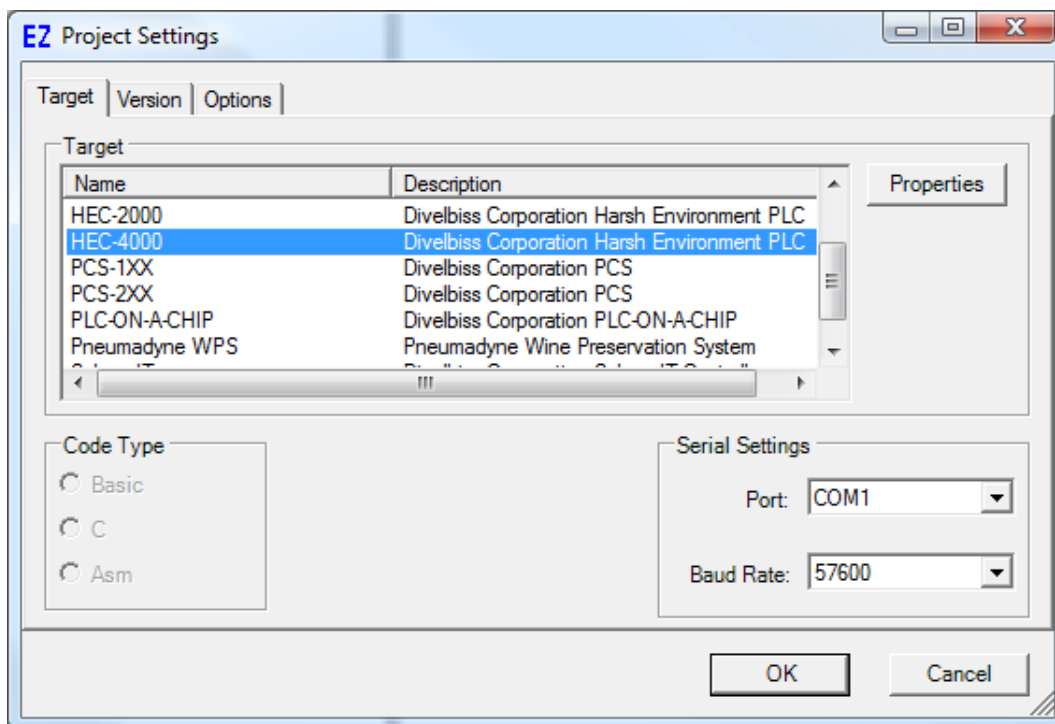 EZ Project Settings
Target Version Options
Target
Name Description
HEC-2000 Divelbiss Corporation Harsh Environment PLC
HEC-4000 Divelbiss Corporation Harsh Environment PLC
PCS-1XX Divelbiss Corporation PCS
PCS-2XX Divelbiss Corporation PCS
PLC-ON-A-CHIP Divelbiss Corporation PLC-ON-A-CHIP
Pneumadyne WPS Pneumadyne Wine Preservation System
Properties
Code Type
Basic
C
Asm
Serial Settings
Port: COM1
Baud Rate: 57600
OK Cancel